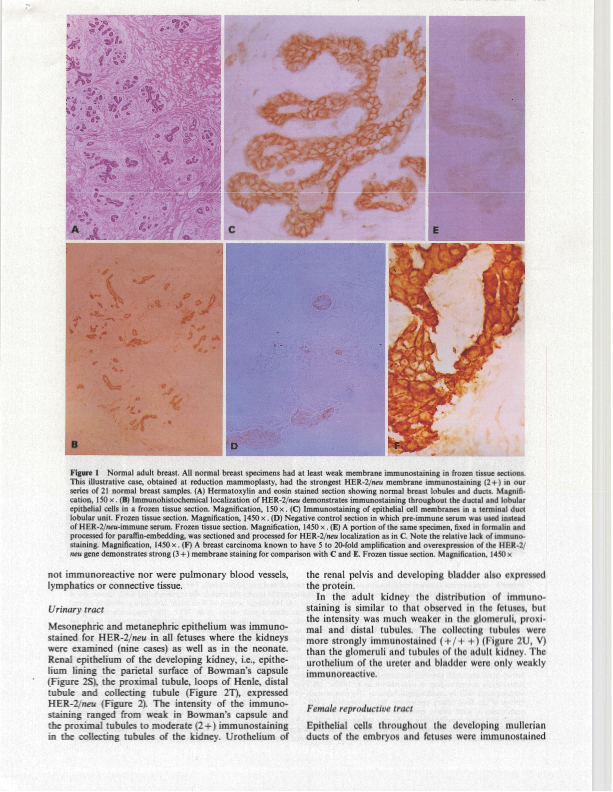 A
C
E
B
D
F
Figure 1 Normal adult breast. All normal breast specimens had at least weak membrane immunostaining in frozen tissue sections.
This illustrative case, obtained at reduction mammoplasty, had the strongest HER-2/neu membrane immunostaining (2+) in our
series of 21 normal breast samples. (A) Hermatoxylin and eosin stained section showing normal breast lobules and ducts. Magnifi-
cation, 150 ×. (B) Immunohistochemical localization of HER-2/neu demonstrates immunostaining throughout the ductal and lobular
epithelial cells in a frozen tissue section. Magnification, 150 ×. (C) Immunostaining of epithelial cell membranes in a terminal duct
lobular unit. Frozen tissue section. Magnification, 1450 ×. (D) Negative control section in which pre-immune serum was used instead
of HER-2/neu-immune serum. Frozen tissue section. Magnification, 1450 ×. (E) A portion of the same specimen, fixed in formalin and
processed for paraffin-embedding, was sectioned and processed for HER-2/neu localization as in C. Note the relative lack of immuno-
staining. Magnification, 1450 ×. (F) A breast carcinoma known to have 5 to 20-fold amplification and overexpression of the HER-2/
neu gene demonstrates strong (3+) membrane staining for comparison with C and E. Frozen tissue section. Magnification, 1450 ×
not immunoreactive nor were pulmonary blood vessels,
lymphatics or connective tissue.
Urinary tract
Mesonephric and metanephric epithelium was immuno-
stained for HER-2/neu in all fetuses where the kidneys
were examined (nine cases) as well as in the neonate.
Renal epithelium of the developing kidney, i.e., epithe-
lium lining the parietal surface of Bowman's capsule
(Figure 2S), the proximal tubule, loops of Henle, distal
tubule and collecting tubule (Figure 2T), expressed
HER-2/neu (Figure 2). The intensity of the immuno-
staining ranged from weak in Bowman's capsule and
the proximal tubules to moderate (2+) immunostaining
in the collecting tubules of the kidney. Urothelium of
the renal pelvis and developing bladder also expressed
the protein.
In the adult kidney the distribution of immuno-
staining is similar to that observed in the fetuses, but
the intensity was much weaker in the glomeruli, proxi-
mal and distal tubules. The collecting tubules were
more strongly immunostained (+/++) (Figure 2U, V)
than the glomeruli and tubules of the adult kidney. The
urothelium of the ureter and bladder were only weakly
immunoreactive.
Female reproductive tract
Epithelial cells throughout the developing mullerian
ducts of the embryos and fetuses were immunostained